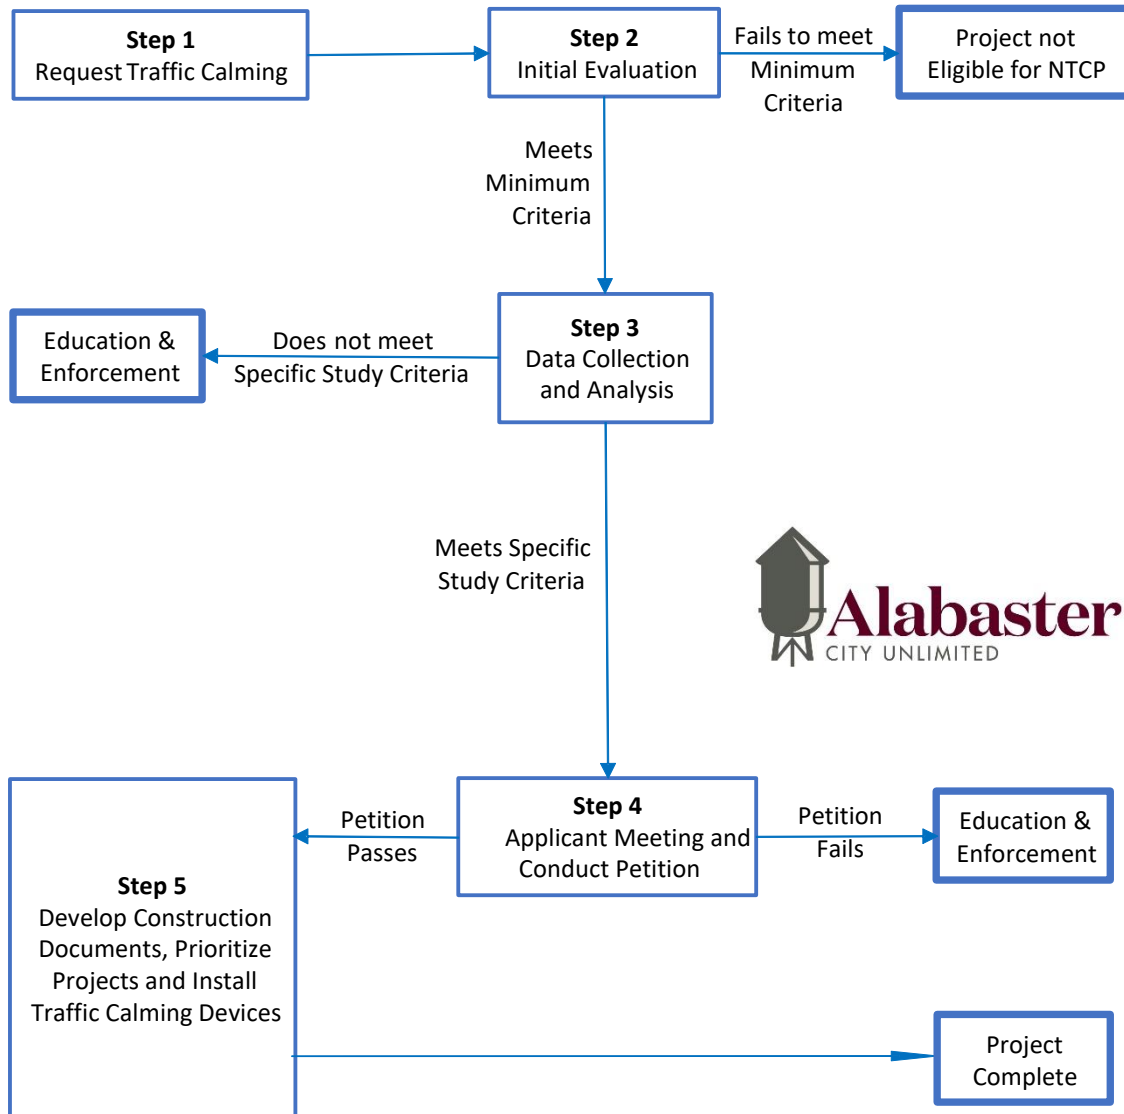 Step 1
Request Traffic Calming
Step 2
Initial Evaluation
Fails to meet
Minimum
Criteria
Project not
Eligible for NTCP
Meets
Minimum
Criteria
Education &
Enforcement
Does not meet
Specific Study Criteria
Step 3
Data Collection
and Analysis
Meets Specific
Study Criteria
Alabaster
CITY UNLIMITED
Step 4
Applicant Meeting and
Conduct Petition
Petition
Passes
Petition
Fails
Education &
Enforcement
Step 5
Develop Construction
Documents, Prioritize
Projects and Install
Traffic Calming Devices
Project
Complete